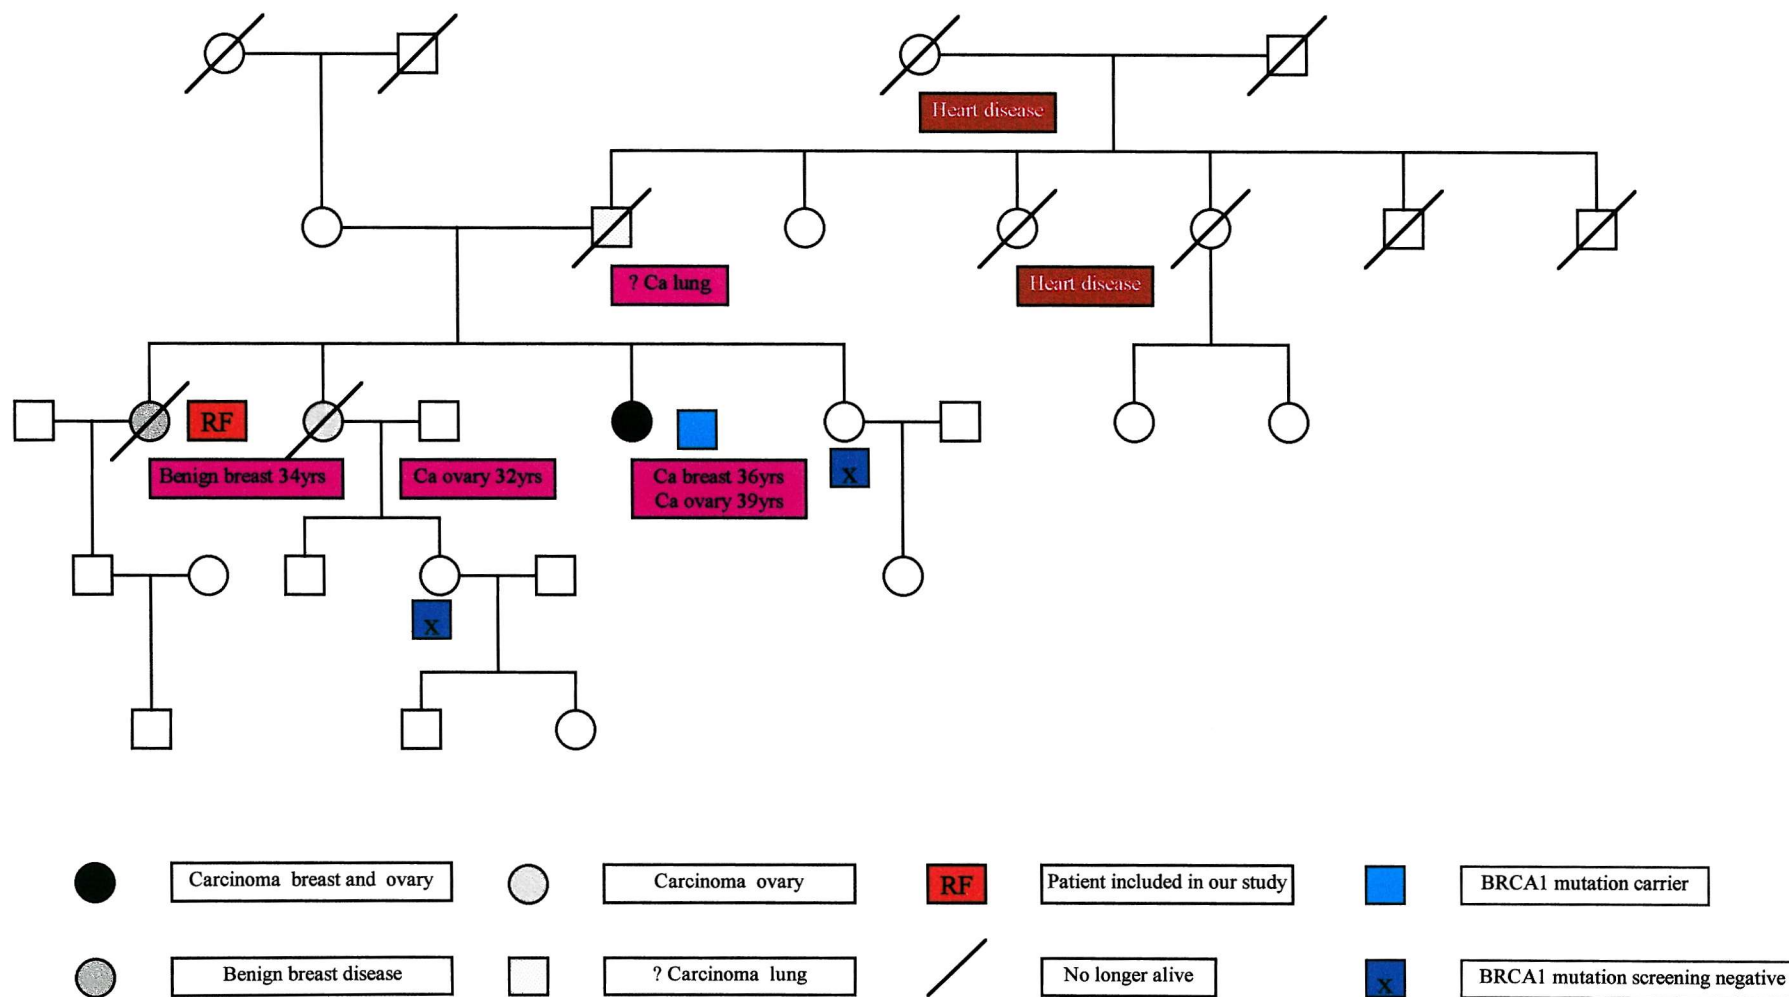 Heart disease
? Ca lung
Heart disease
RF
Benign breast 34yrs
Ca ovary 32yrs
Ca breast 36yrs
Ca ovary 39yrs
x
x
Carcinoma breast and ovary
Carcinoma ovary
RF
Patient included in our study
BRCA1 mutation carrier
Benign breast disease
? Carcinoma lung
No longer alive
x
BRCA1 mutation screening negative